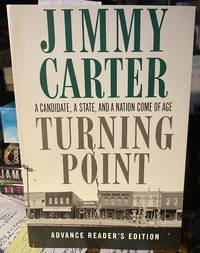 JIMMY
CARTER
A CANDIDATE, A STATE, AND A NATION COME OF AGE
TURNING
POINT
ADVANCE READER'S EDITION